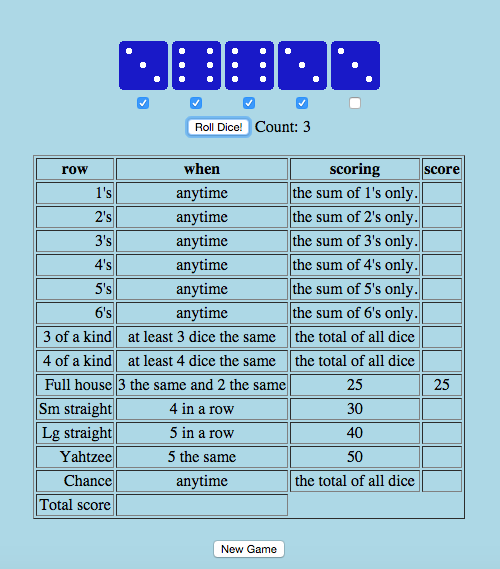 Roll Dice! Count: 3
row when scoring score
1's anytime the sum of 1's only.
2's anytime the sum of 2's only.
3's anytime the sum of 3's only.
4's anytime the sum of 4's only.
5's anytime the sum of 5's only.
6's anytime the sum of 6's only.
3 of a kind at least 3 dice the same the total of all dice
4 of a kind at least 4 dice the same the total of all dice
Full house 3 the same and 2 the same 25 25
Sm straight 4 in a row 30
Lg straight 5 in a row 40
Yahtzee 5 the same 50
Chance anytime the total of all dice
Total score
New Game